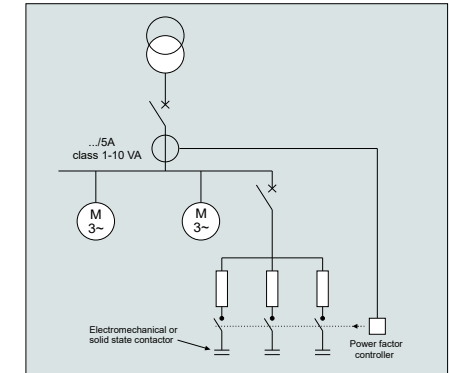 .../5A
class 1-10 VA
M
3~
M
3~
Electromechanical or
solid state contactor
Power factor
controller